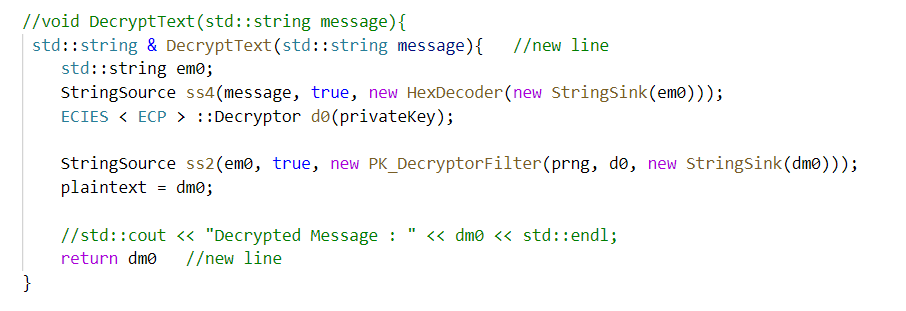 //void DecryptText(std::string message){
std::string & DecryptText(std::string message){   //new line
std::string em0;
StringSource ss4(message, true, new HexDecoder(new StringSink(em0)));
ECIES < ECP > ::Decryptor d0(privateKey);
StringSource ss2(em0, true, new PK_DecryptorFilter(prng, d0, new StringSink(dm0)));
plaintext = dm0;
//std::cout << "Decrypted Message : " << dm0 << std::endl;
return dm0   //new line
}